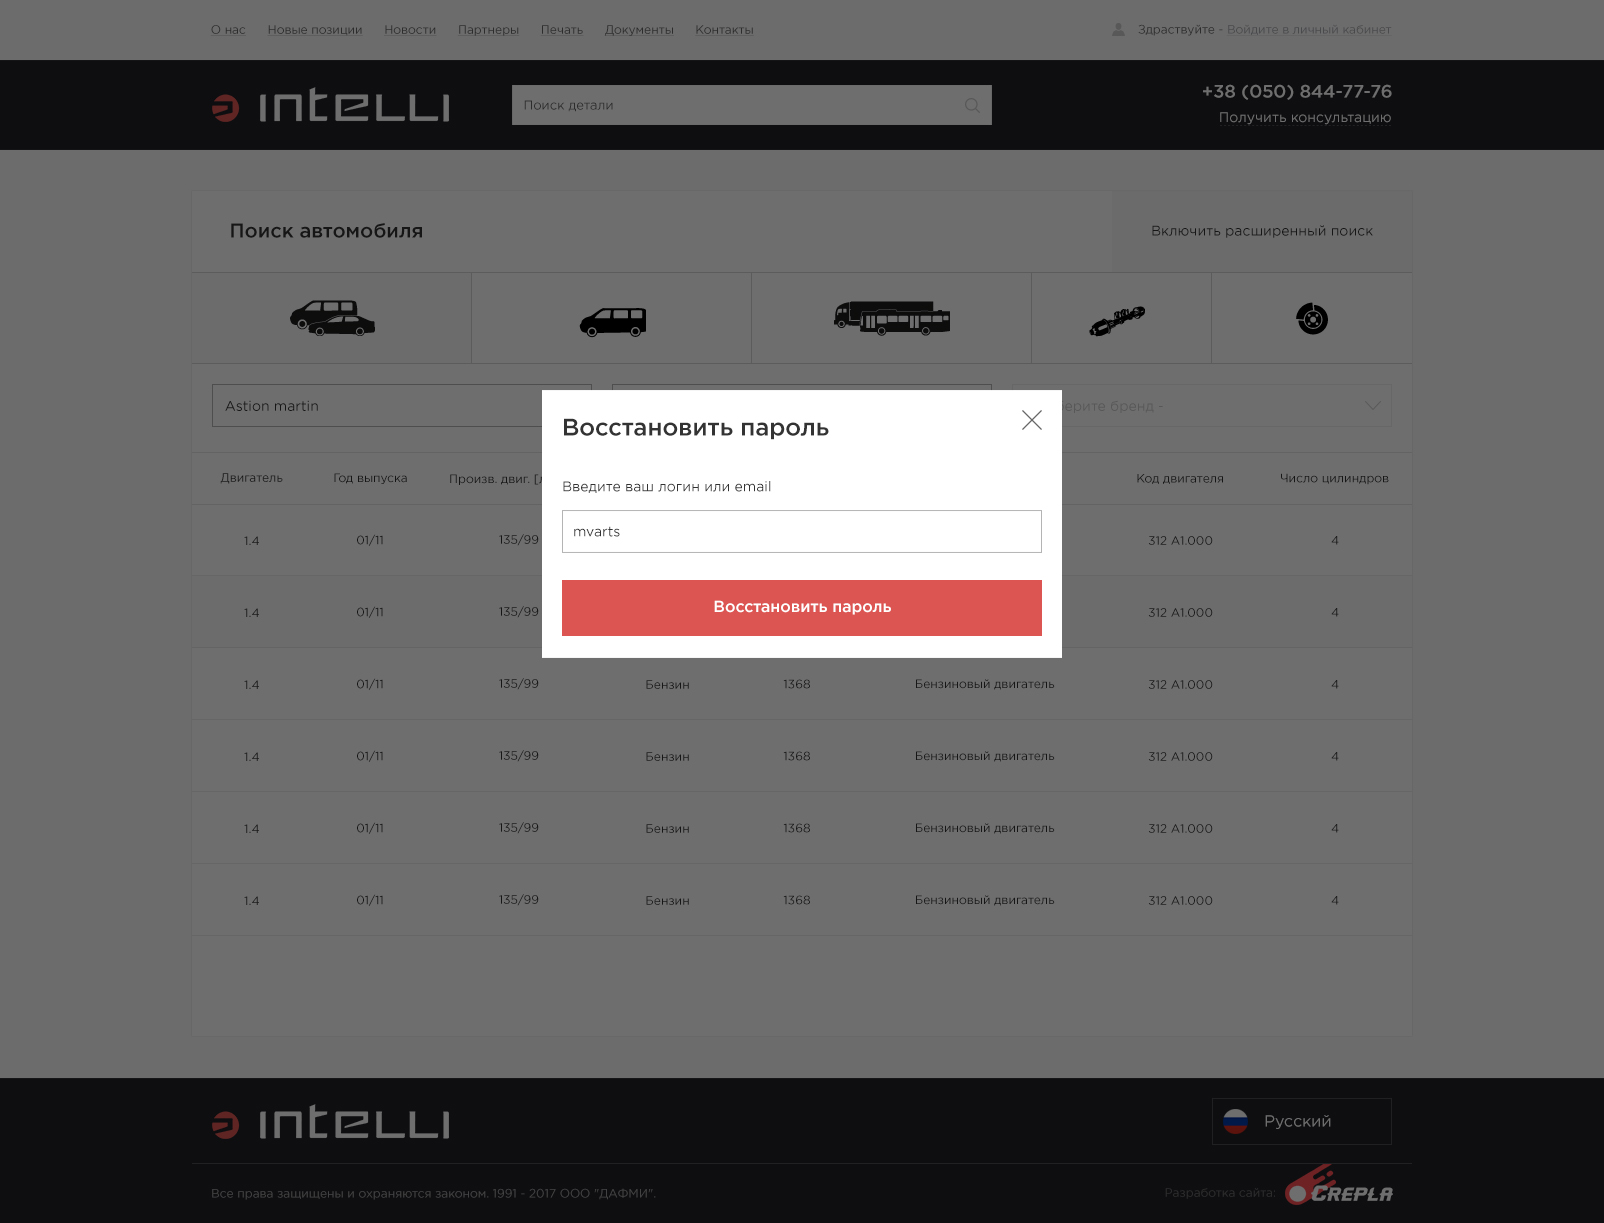 О нас Новые позиции Новости Партнеры Печать Документы Контакты Здравствуйте - Войдите в личный кабинет
INTELLI Поиск детали +38 (050) 844-77-76
Получить консультацию
Поиск автомобиля Включить расширенный поиск
Astion martin бренд -
Восстановить пароль
Введите ваш логин или email
mvarts
Восстановить пароль
Двигатель Год выпуска Произв. двиг. Код двигателя Число цилиндров
1.4 01/11 135/99 312 A1.000 4
1.4 01/11 135/99 312 A1.000 4
1.4 01/11 135/99 Бензин 1368 Бензиновый двигатель 312 A1.000 4
1.4 01/11 135/99 Бензин 1368 Бензиновый двигатель 312 A1.000 4
1.4 01/11 135/99 Бензин 1368 Бензиновый двигатель 312 A1.000 4
1.4 01/11 135/99 Бензин 1368 Бензиновый двигатель 312 A1.000 4
INTELLI Русский
Все права защищены и охраняются законом. 1991 - 2017 ООО "ДАФМИ". Разработка сайта: CREPLA